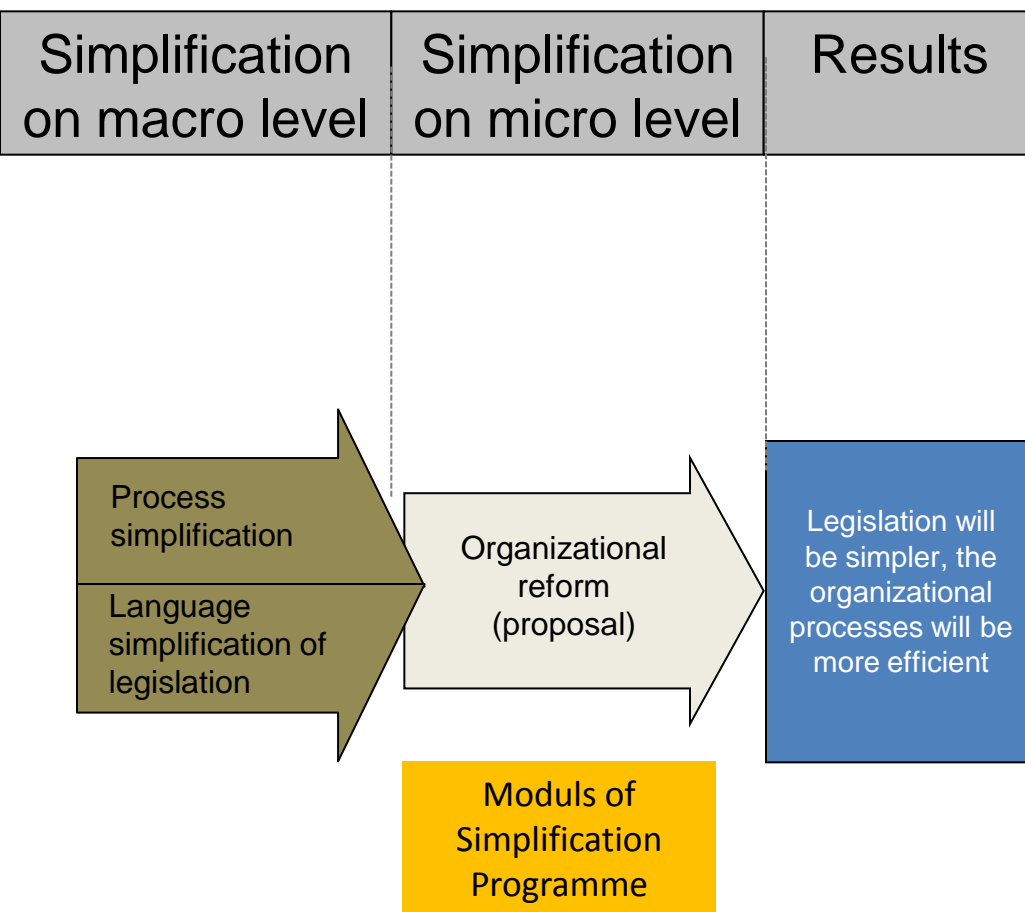 Simplification
on macro level
Simplification
on micro level
Results
Process
simplification
Language
simplification of
legislation
Organizational
reform
(proposal)
Legislation will
be simpler, the
organizational
processes will be
more efficient
Moduls of
Simplification
Programme